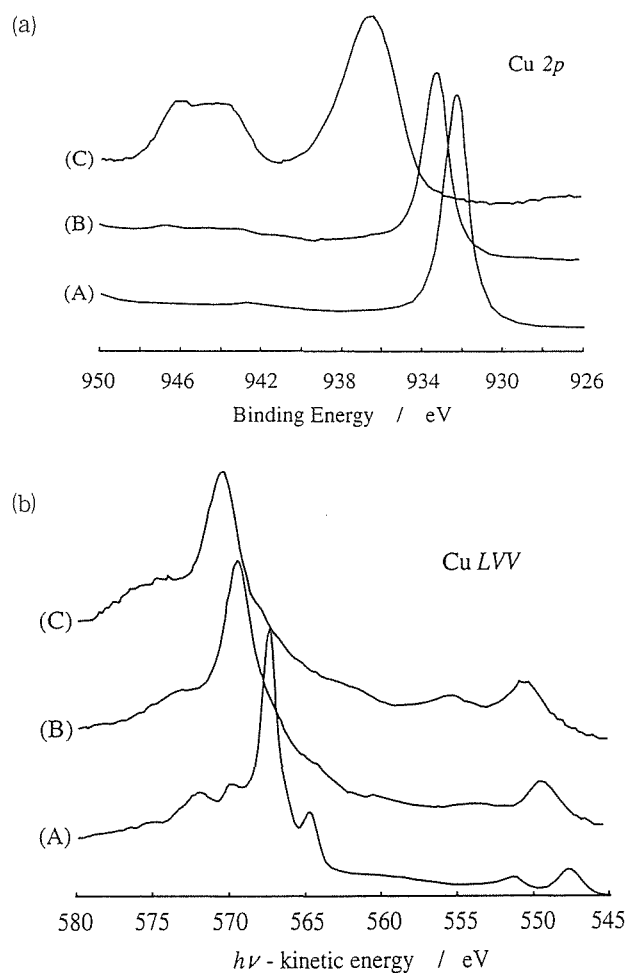 (a)
Cu 2p
(C)
(B)
(A)
950 946 942 938 934 930 926
Binding Energy / eV
(b)
Cu LVV
(C)
(B)
(A)
580 575 570 565 560 555 550 545
hν - kinetic energy / eV